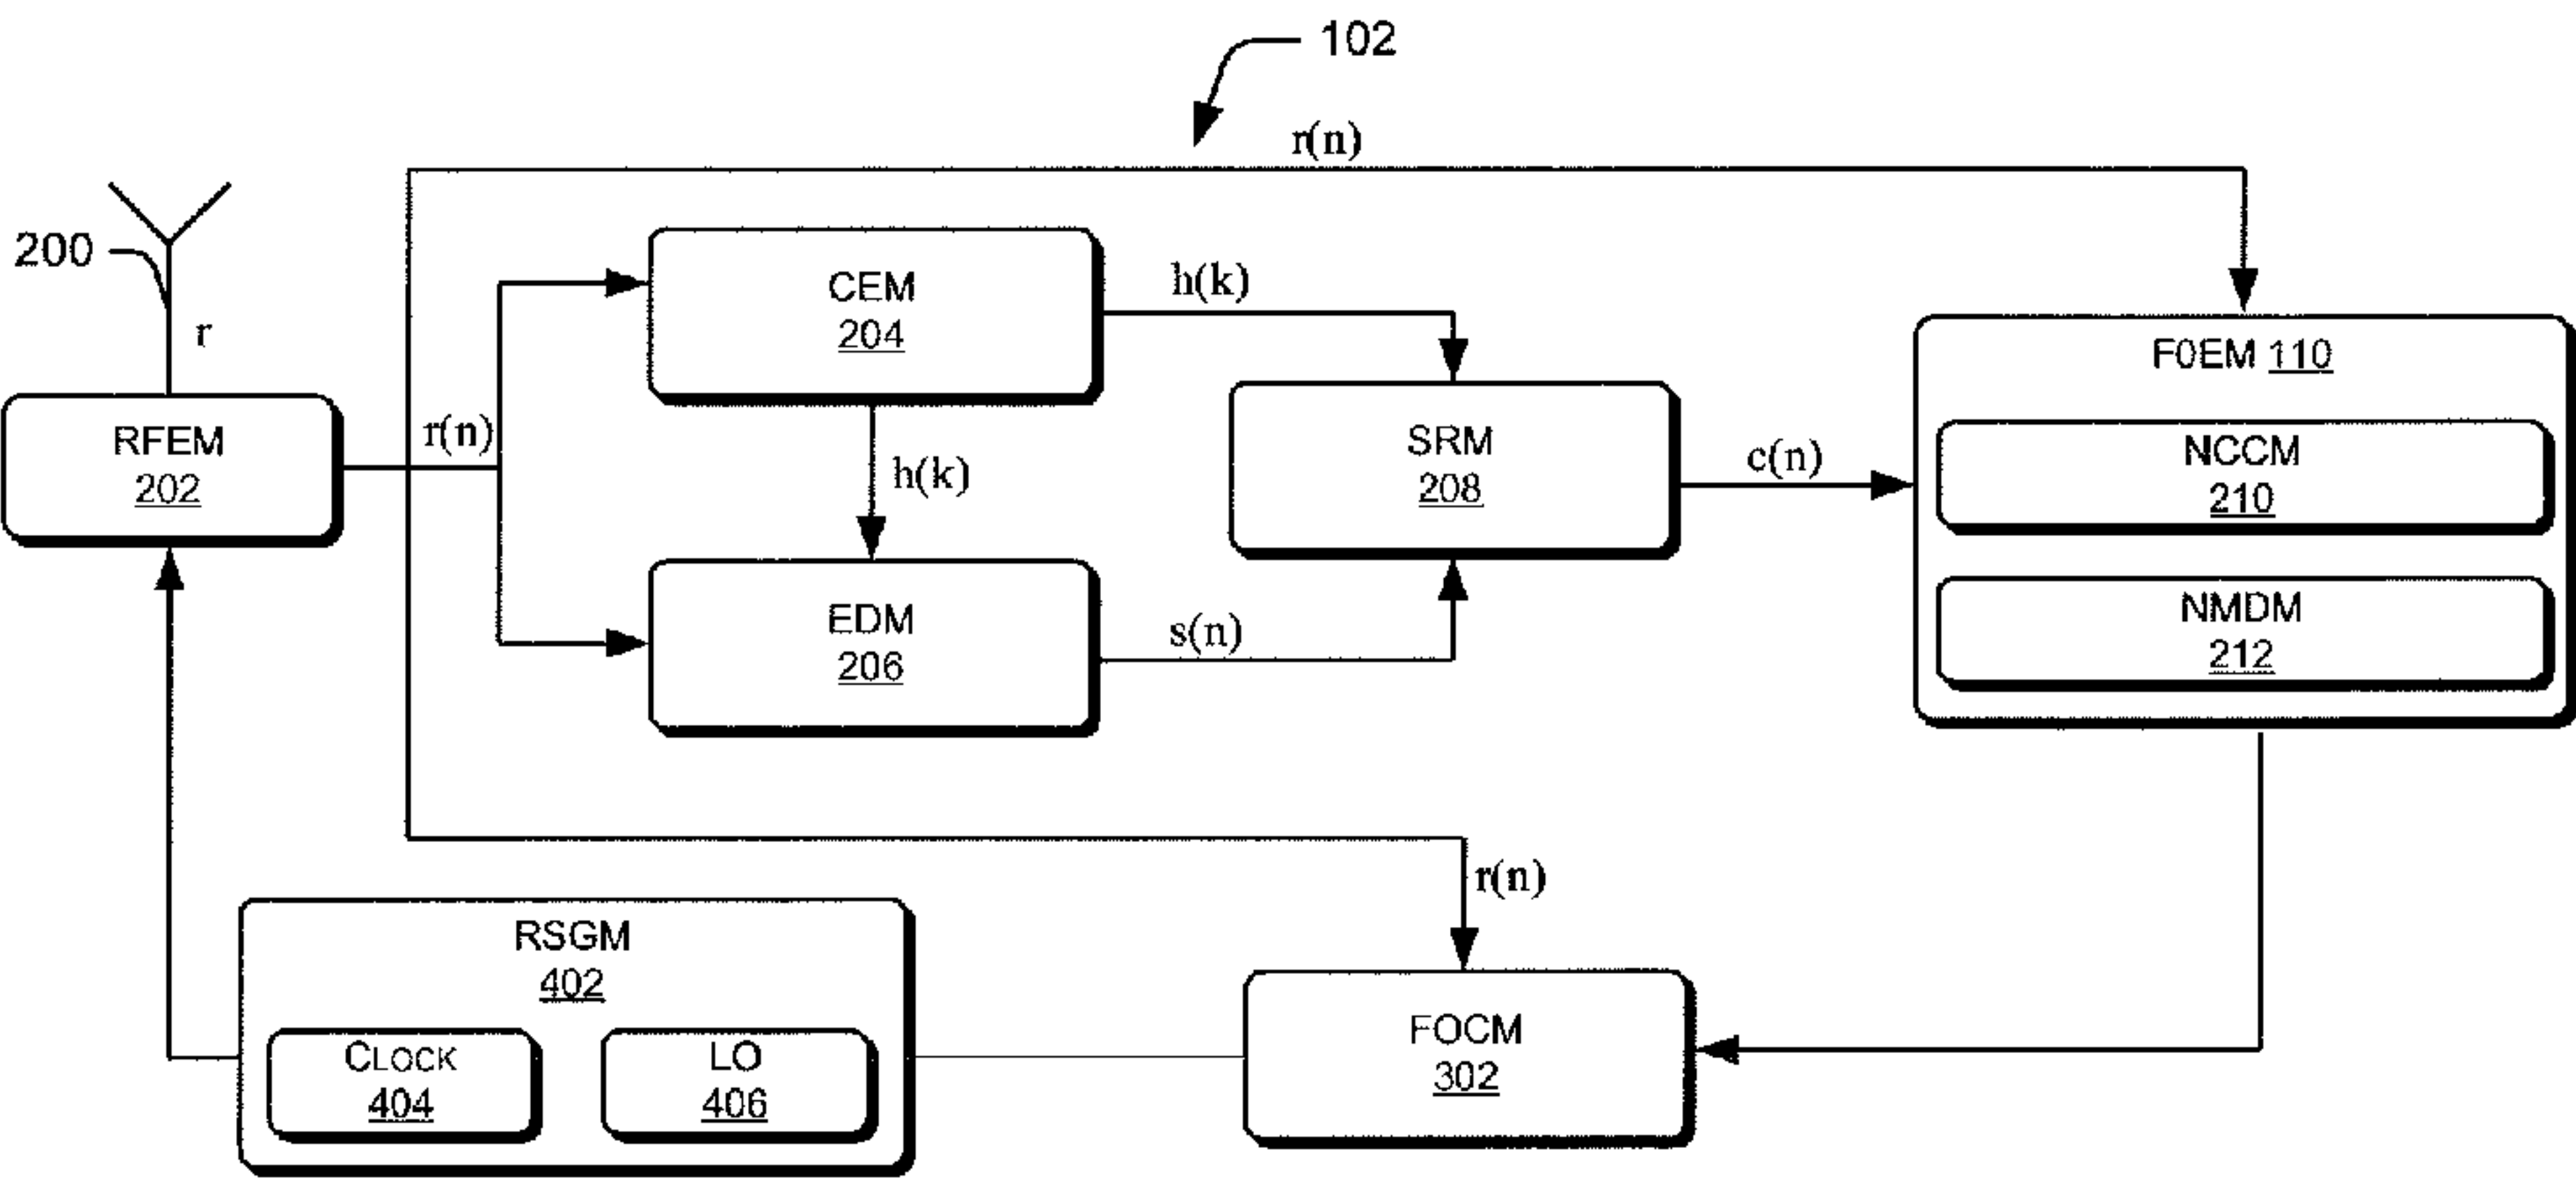 102
r(n)
200
r
CEM
204
h(k)
F0EM 110
RFEM
202
r(n)
h(k)
SRM
208
c(n)
NCCM
210
EDM
206
s(n)
NMDM
212
r(n)
RSGM
402
CLOCK
404
LO
406
FOCM
302